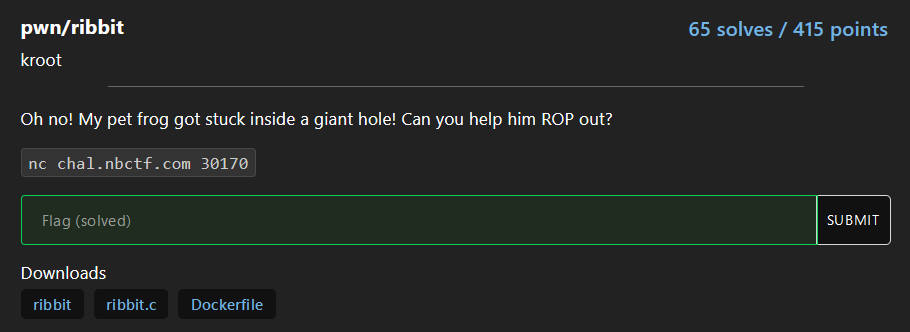 pwn/ribbit
65 solves / 415 points
kroot
Oh no! My pet frog got stuck inside a giant hole! Can you help him ROP out?
nc chal.nbctf.com 30170
Flag (solved)
SUBMIT
Downloads
ribbit
ribbit.c
Dockerfile